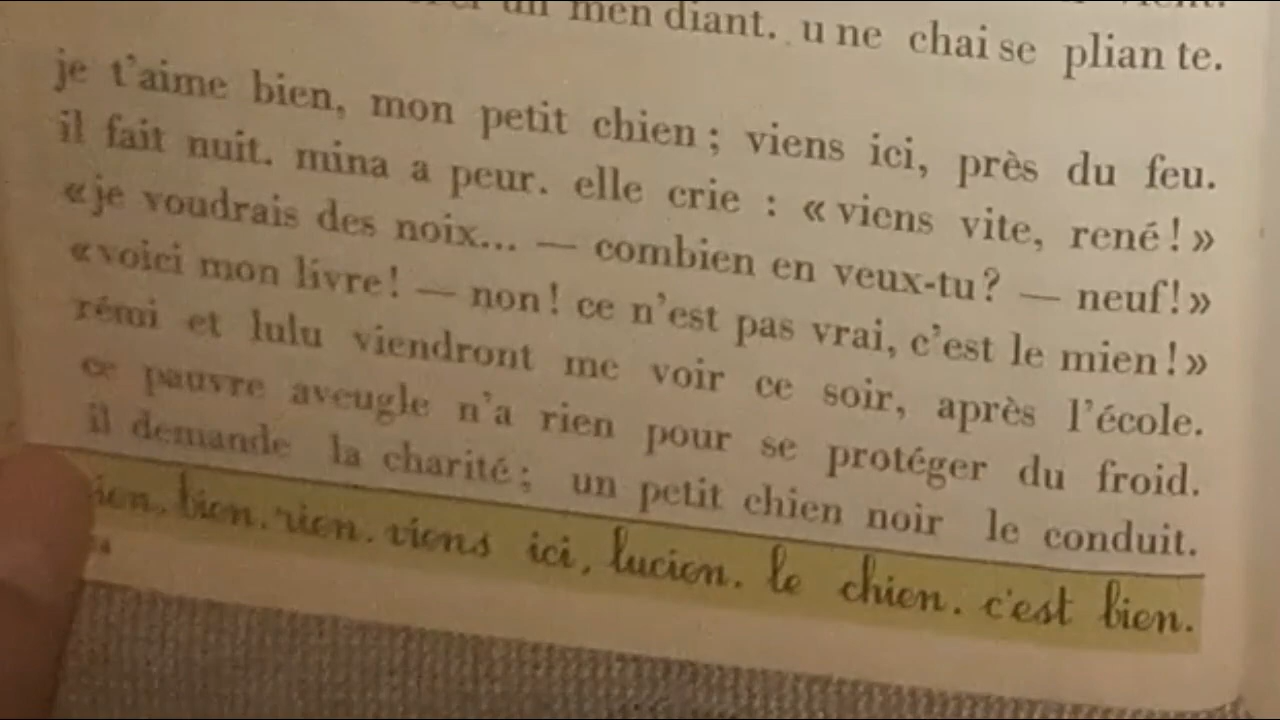 un men diant. u ne chai se plian te.
je t'aime bien, mon petit chien ; viens ici, près du feu.
il fait nuit. mina a peur. elle crie : « viens vite, rené ! »
« je voudrais des noix... — combien en veux-tu ? — neuf ! »
« voici mon livre ! — non ! ce n'est pas vrai, c'est le mien ! »
rémi et lulu viendront me voir ce soir, après l'école.
ce pauvre aveugle n'a rien pour se protéger du froid.
il demande la charité ; un petit chien noir le conduit.
ien. bien. rien. viens ici, lucien. le chien. c'est bien.